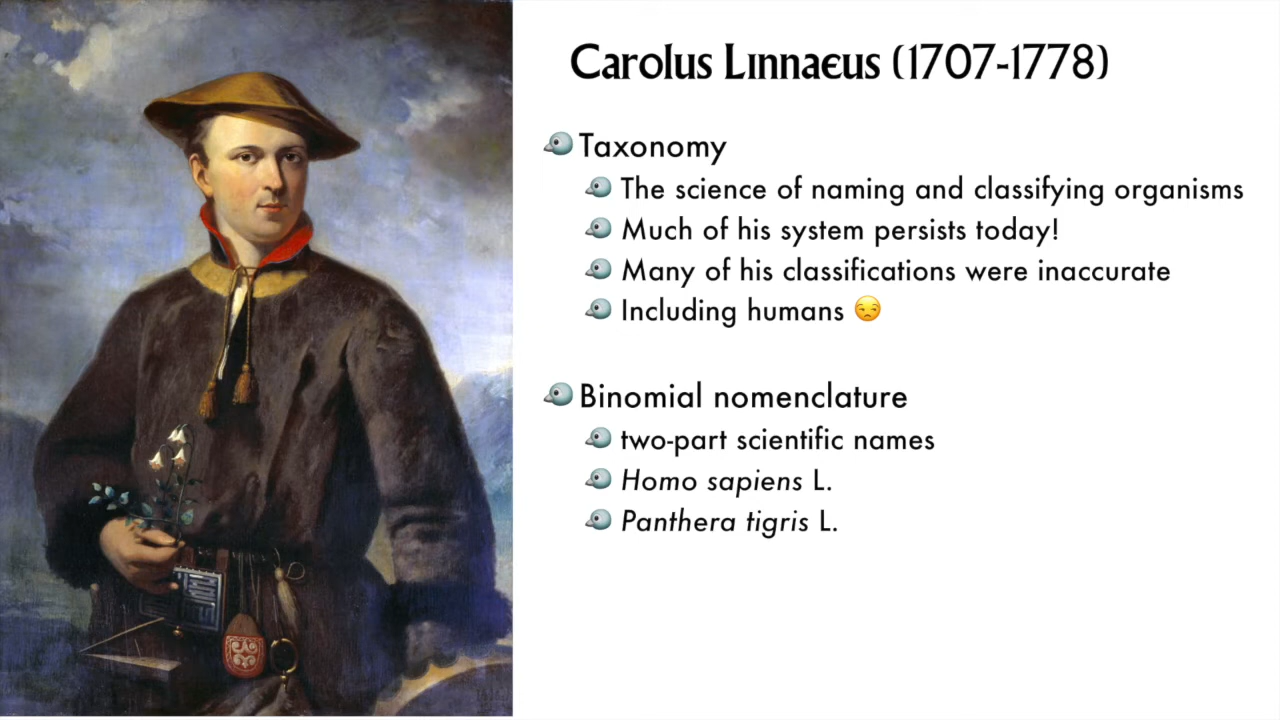 Carolus Linnaeus (1707-1778)
Taxonomy
The science of naming and classifying organisms
Much of his system persists today!
Many of his classifications were inaccurate
Including humans 😒
Binomial nomenclature
two-part scientific names
Homo sapiens L.
Panthera tigris L.